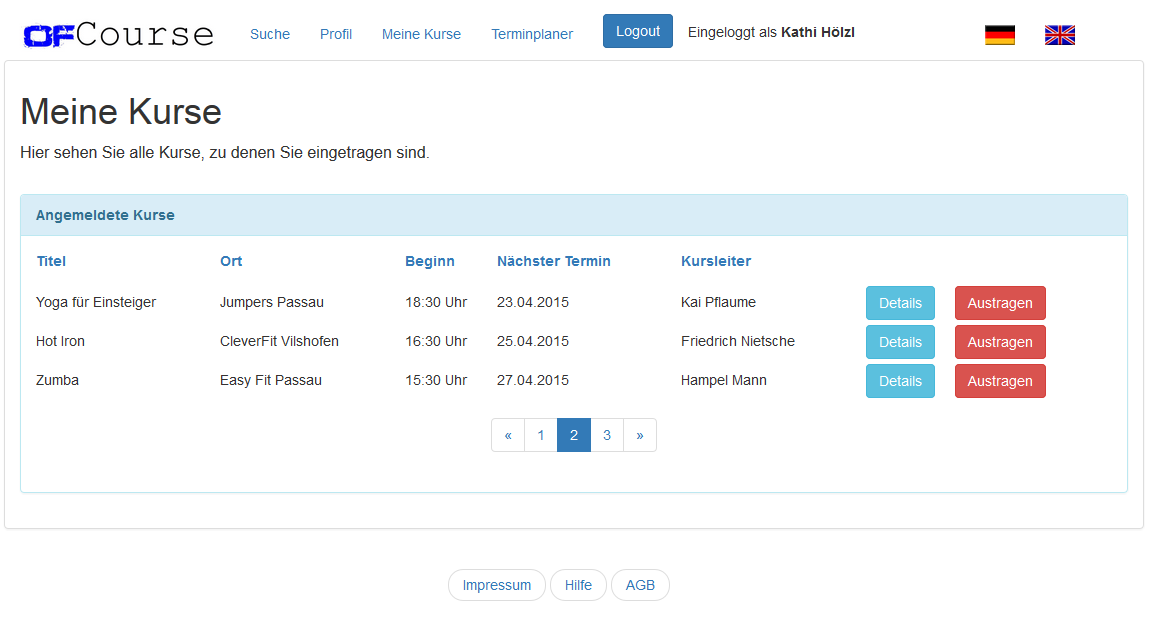 OFCourse Suche Profil Meine Kurse Terminplaner Logout Eingeloggt als Kathi Hölzl
Meine Kurse
Hier sehen Sie alle Kurse, zu denen Sie eingetragen sind.
Angemeldete Kurse
Titel Ort Beginn Nächster Termin Kursleiter
Yoga für Einsteiger Jumpers Passau 18:30 Uhr 23.04.2015 Kai Pflaume Details Austragen
Hot Iron CleverFit Vilshofen 16:30 Uhr 25.04.2015 Friedrich Nietsche Details Austragen
Zumba Easy Fit Passau 15:30 Uhr 27.04.2015 Hampel Mann Details Austragen
« 1 2 3 »
Impressum Hilfe AGB